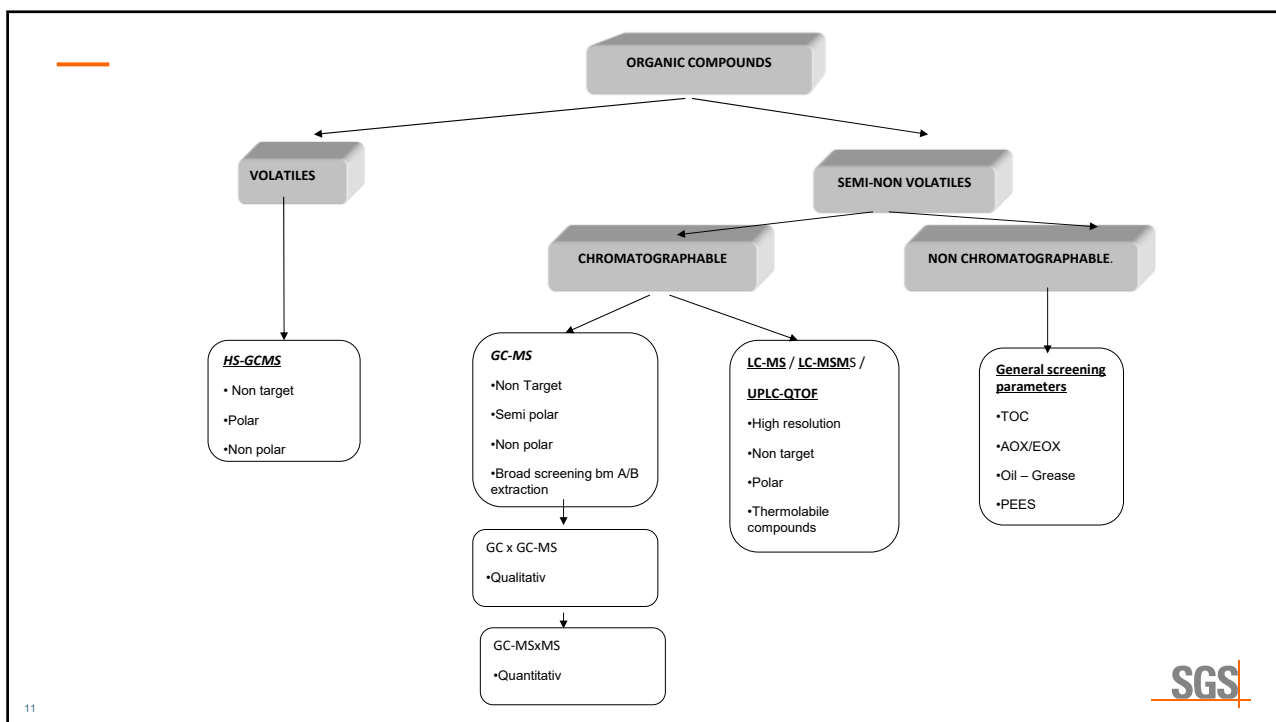 ORGANIC COMPOUNDS
VOLATILES
SEMI-NON VOLATILES
CHROMATOGRAPHABLE
NON CHROMATOGRAPHABLE.
HS-GCMS
• Non target
•Polar
•Non polar
GC-MS
•Non Target
•Semi polar
•Non polar
•Broad screening bm A/B
extraction
GC x GC-MS
•Qualitativ
GC-MSxMS
•Quantitativ
LC-MS / LC-MSMS /
UPLC-QTOF
•High resolution
•Non target
•Polar
•Thermolabile
compounds
General screening
parameters
•TOC
•AOX/EOX
•Oil – Grease
•PEES
11
SGS